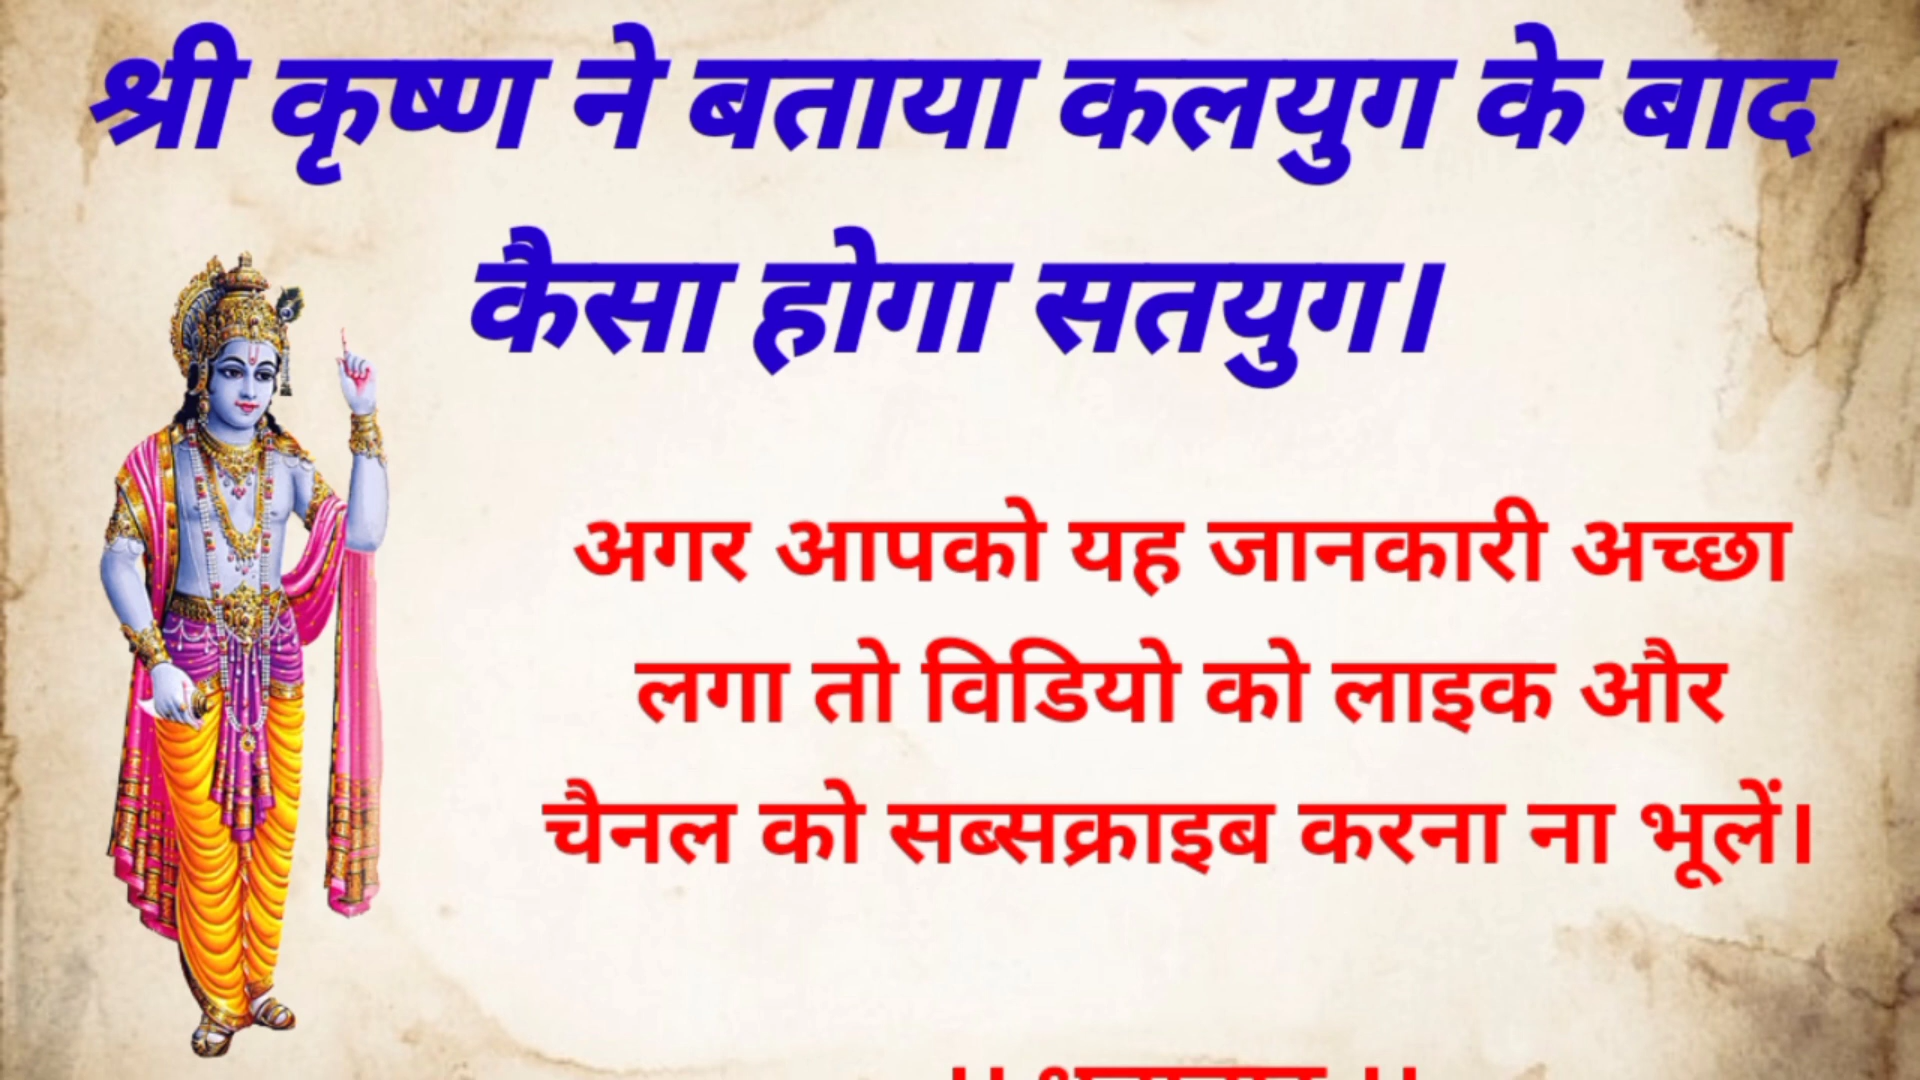 श्री कृष्ण ने बताया कलयुग के बाद
कैसा होगा सतयुग।
अगर आपको यह जानकारी अच्छा
लगा तो विडियो को लाइक और
चैनल को सब्सक्राइब करना ना भूलें।